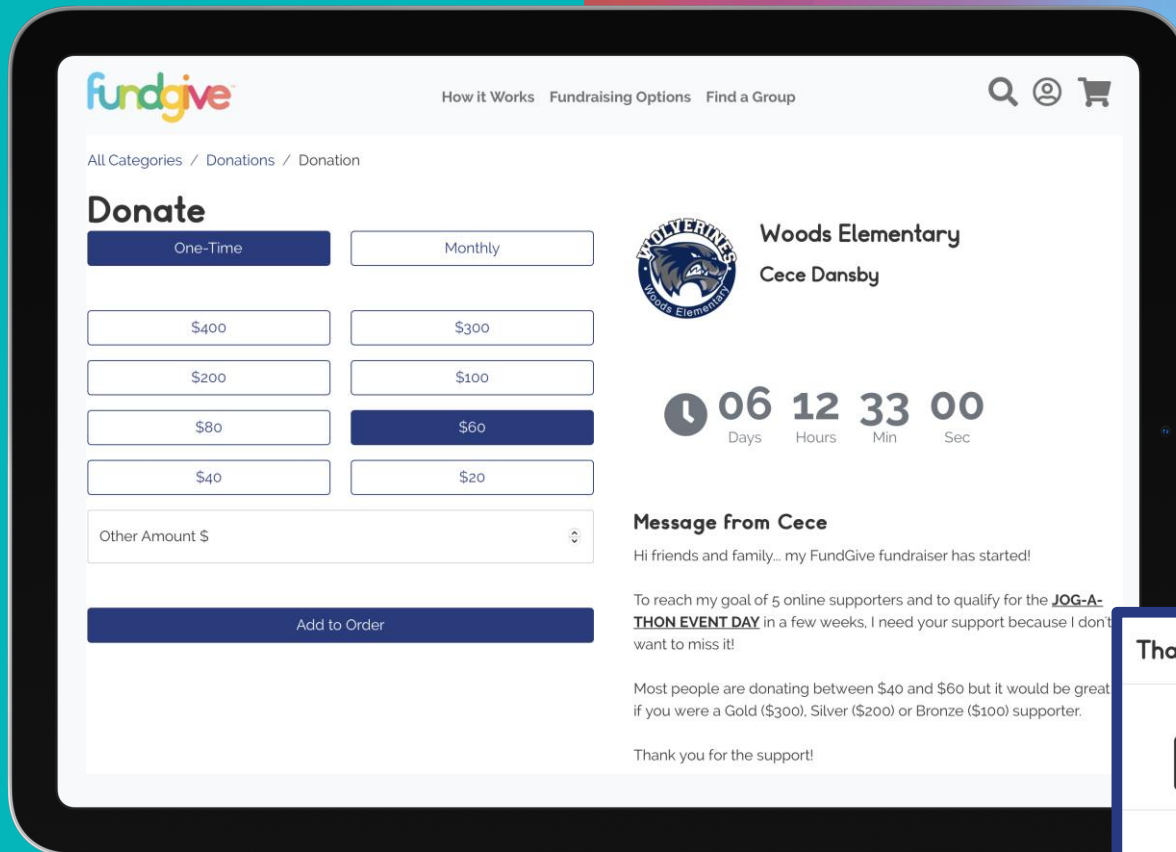 fundgive
How it Works Fundraising Options Find a Group
All Categories / Donations / Donation
Donate
One-Time Monthly
$400 $300
$200 $100
$80 $60
$40 $20
Other Amount $
Add to Order
WOLVERINES
Woods Elementary
Woods Elementary
Cece Dansby
06 12 33 00
Days Hours Min Sec
Message from Cece
Hi friends and family... my FundGive fundraiser has started!
To reach my goal of 5 online supporters and to qualify for the JOG-A-
THON EVENT DAY in a few weeks, I need your support because I don't
want to miss it!
Most people are donating between $40 and $60 but it would be great
if you were a Gold ($300), Silver ($200) or Bronze ($100) supporter.
Thank you for the support!